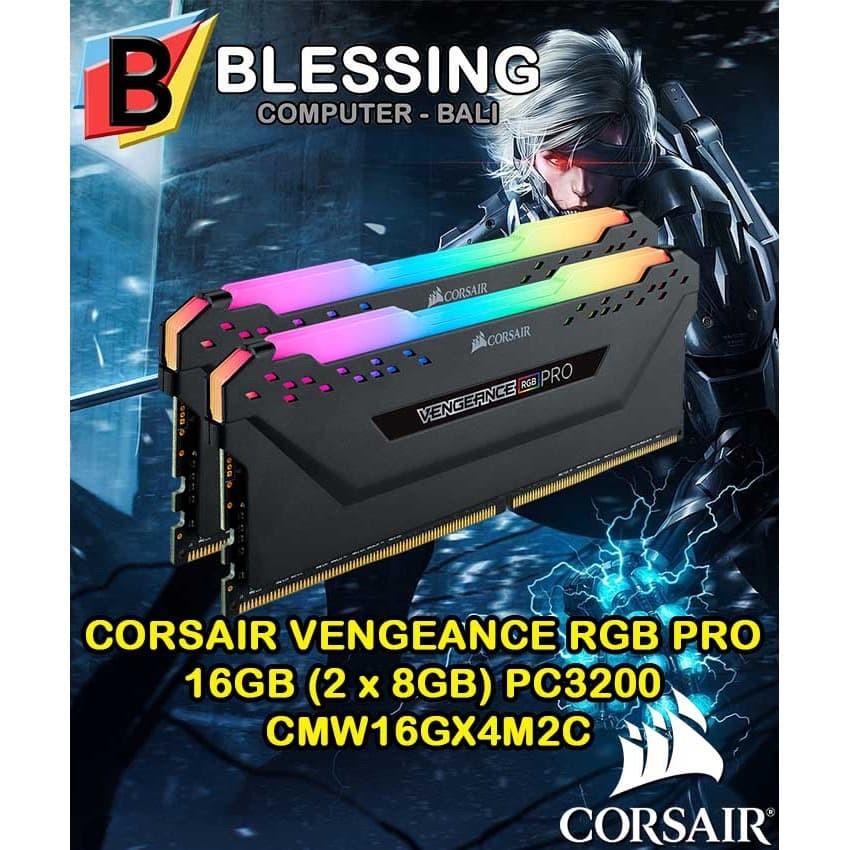 B
BLESSING
COMPUTER - BALI
CORSAIR
CORSAIR
VENGEANCE RGB PRO
CORSAIR VENGEANCE RGB PRO
16GB (2 x 8GB) PC3200
CMW16GX4M2C
CORSAIR®